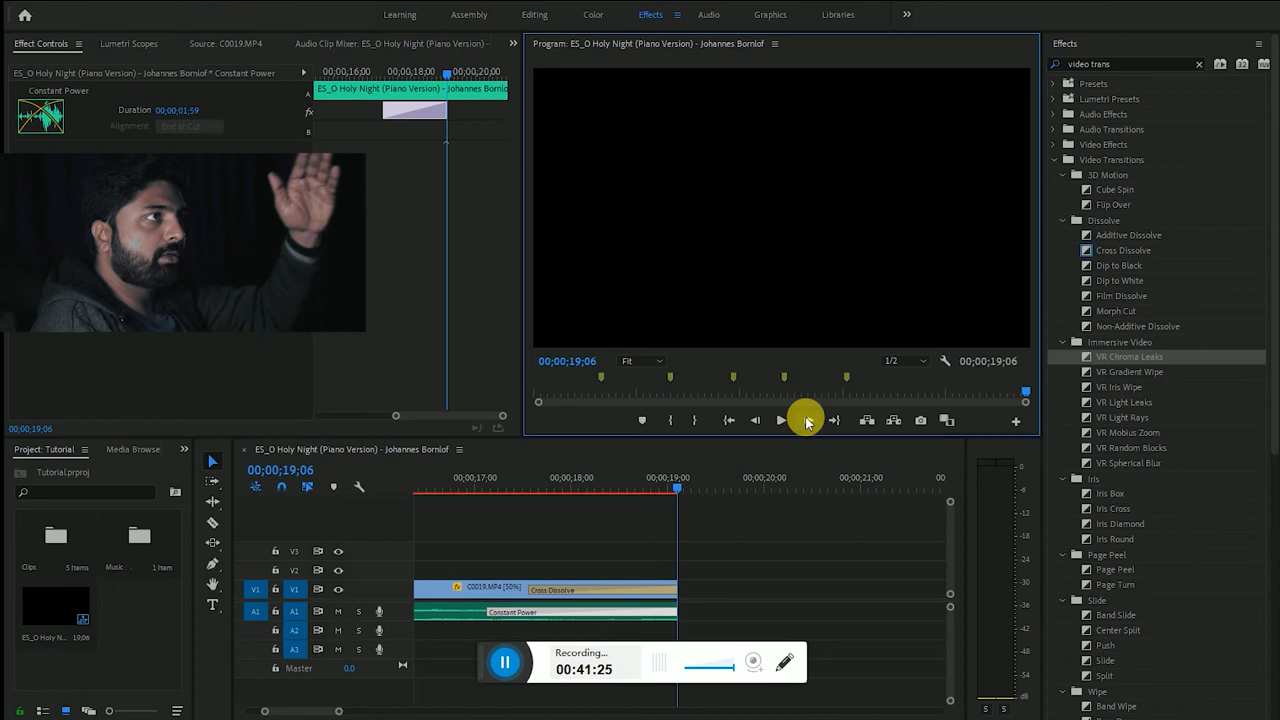 Learning Assembly Editing Color Effects Audio Graphics Libraries
Effect Controls Lumetri Scopes Source: C0019.MP4 Audio Clip Mixer: ES_O Holy Night (Piano Version) -
Program: ES_O Holy Night (Piano Version) - Johannes Bornlof
Effects
ES_O Holy Night (Piano Version) - Johannes Bornlof * Constant Power
00;00;16;00 00;00;18;00 00;00;20;00
video trans
Constant Power
A
ES_O Holy Night (Piano Version) - Johannes Bornlo
Duration 00;00;01;59
fx
Alignment End at Cut
B
Presets
Lumetri Presets
Audio Effects
Audio Transitions
Video Effects
Video Transitions
3D Motion
Cube Spin
Flip Over
Dissolve
Additive Dissolve
Cross Dissolve
Dip to Black
Dip to White
Film Dissolve
Morph Cut
Non-Additive Dissolve
Immersive Video
VR Chroma Leaks
VR Gradient Wipe
VR Iris Wipe
VR Light Leaks
VR Light Rays
VR Mobius Zoom
VR Random Blocks
VR Spherical Blur
Iris
Iris Box
Iris Cross
Iris Diamond
Iris Round
Page Peel
Page Peel
Page Turn
Slide
Band Slide
Center Split
Push
Slide
Split
Wipe
Band Wipe
00;00;19;06 Fit 1/2 00;00;19;06
00;00;19;06
Project: Tutorial Media Browse
Tutorial.prproj
Clips 5 Items Music ... 1 Item
ES_O Holy N... 19;06
ES_O Holy Night (Piano Version) - Johannes Bornlof
00;00;19;06
00;00;17;00 00;00;18;00 00;00;19;00 00;00;20;00 00;00;21;00 00
V3
V2
V1 V1 fx C0019.MP4 [50%] Cross Dissolve
A1 A1 M S Constant Power
A2 M S
A3 M S
Master 0.0
0
-6
-12
-18
-24
-30
-36
-42
-48
-54
dB
S S
Recording...
00:41:25